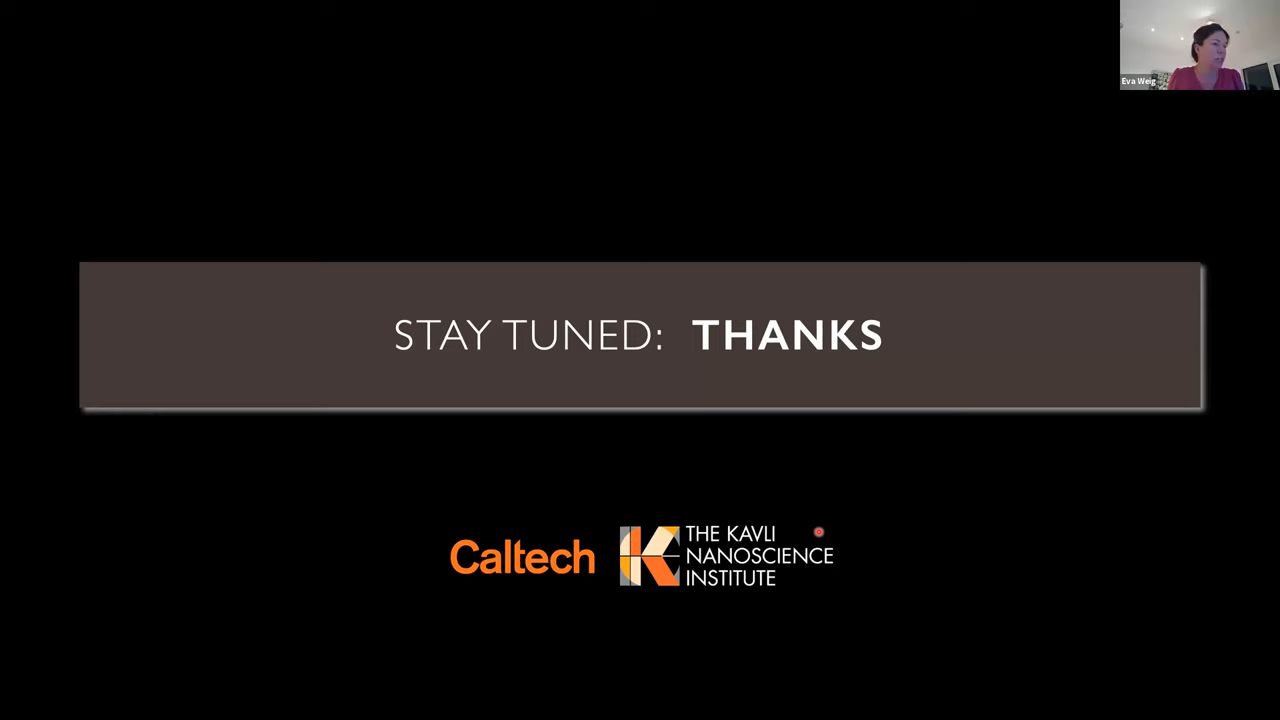 Eva Weig
STAY TUNED: THANKS
Caltech
THE KAVLI
NANOSCIENCE
INSTITUTE